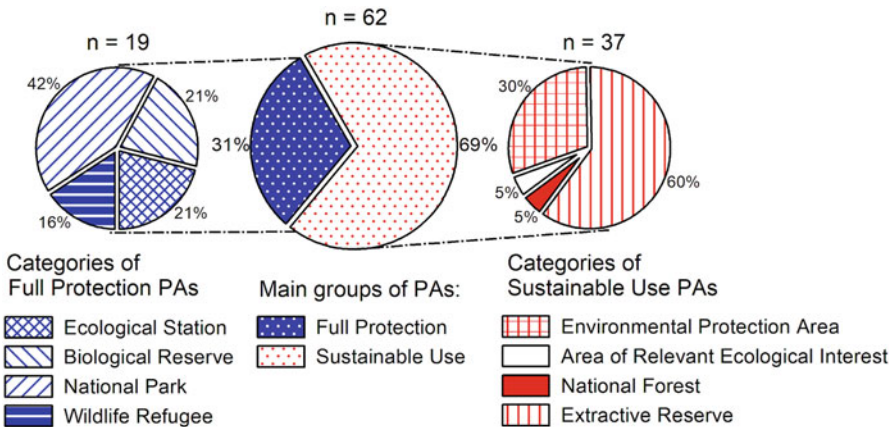 n = 19
n = 62
n = 37
42%
21%
16%
21%
31%
69%
30%
5%
5%
60%
Categories of
Full Protection PAs
Ecological Station
Biological Reserve
National Park
Wildlife Refugee
Main groups of PAs:
Full Protection
Sustainable Use
Categories of
Sustainable Use PAs
Environmental Protection Area
Area of Relevant Ecological Interest
National Forest
Extractive Reserve